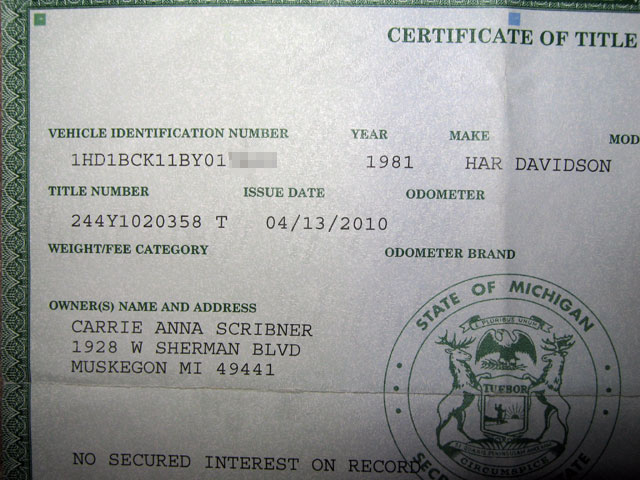 CERTIFICATE OF TITLE
VEHICLE IDENTIFICATION NUMBER YEAR MAKE MOD
1HD1BCK11BY01 1981 HAR DAVIDSON
TITLE NUMBER ISSUE DATE ODOMETER
244Y1020358 T 04/13/2010
WEIGHT/FEE CATEGORY ODOMETER BRAND
OWNER(S) NAME AND ADDRESS
CARRIE ANNA SCRIBNER
1928 W SHERMAN BLVD
MUSKEGON MI 49441
STATE OF MICHIGAN
E PLURIBUS UNUM
TUEBOR
CIRCUMSPICE
NO SECURED INTEREST ON RECORD